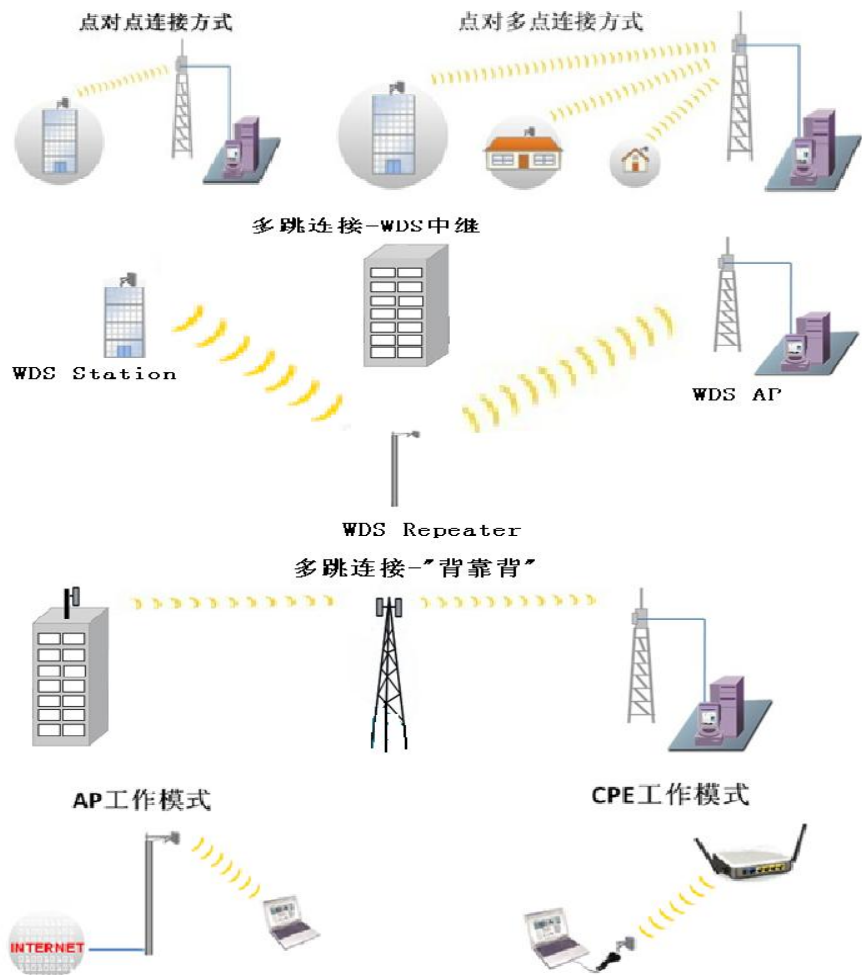 点对点连接方式
点对多点连接方式
多跳连接-WDS中继
WDS Station
WDS AP
WDS Repeater
多跳连接-"背靠背"
AP工作模式
CPE工作模式
INTERNET